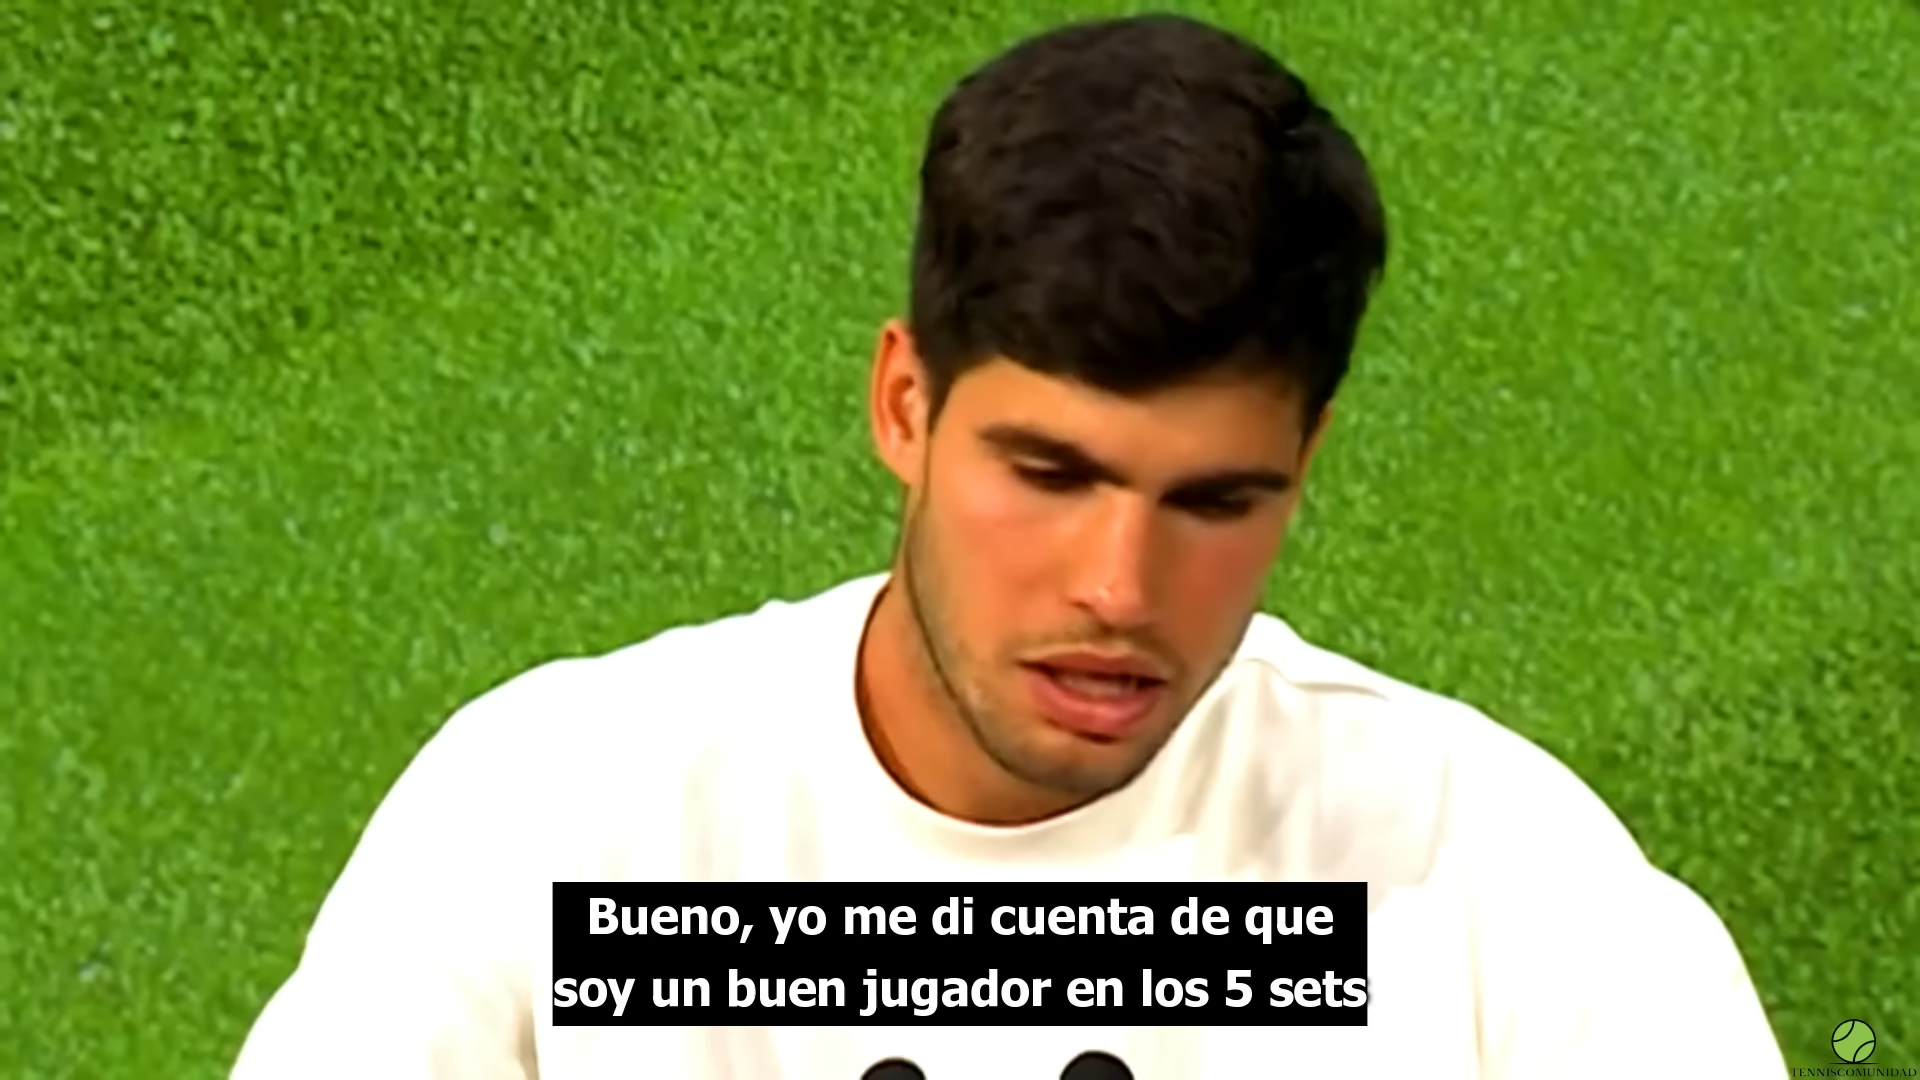 Bueno, yo me di cuenta de que
soy un buen jugador en los 5 sets
TENNISCOMUNIDAD